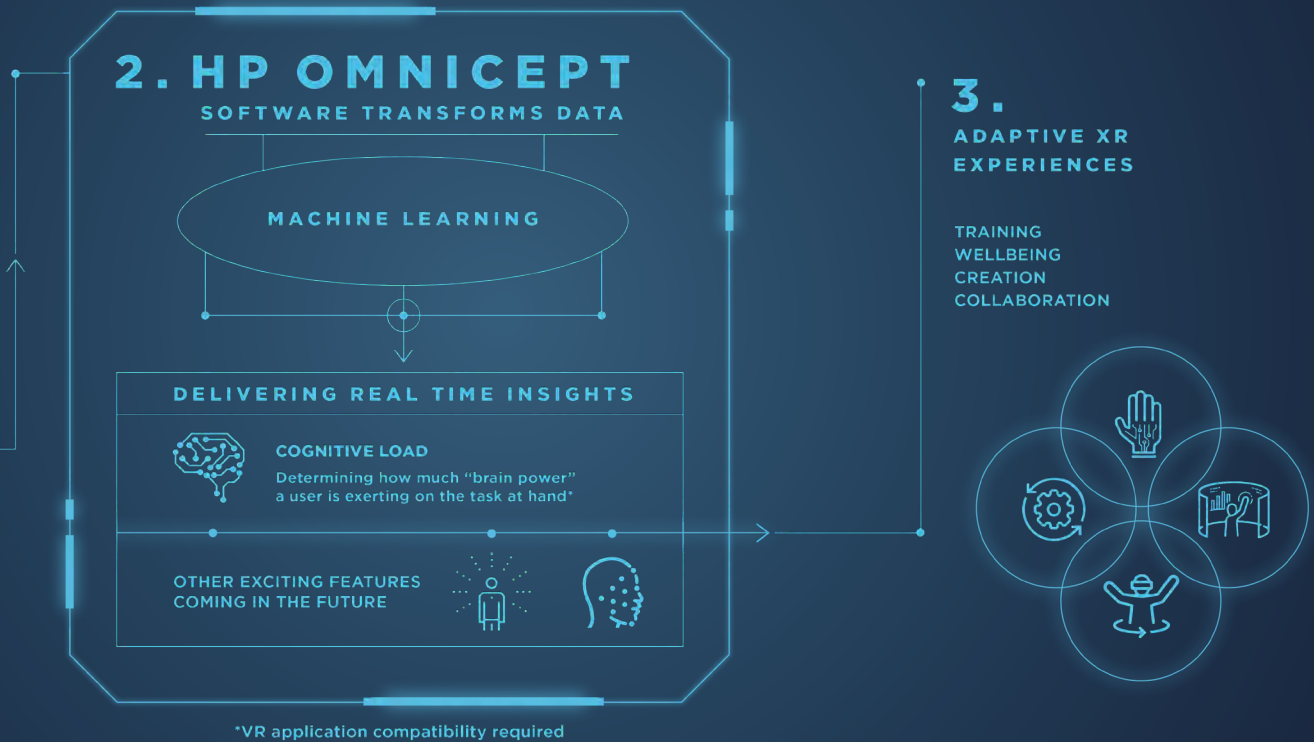 2. HP OMNICEPT
SOFTWARE TRANSFORMS DATA
MACHINE LEARNING
DELIVERING REAL TIME INSIGHTS
COGNITIVE LOAD
Determining how much “brain power”
a user is exerting on the task at hand*
OTHER EXCITING FEATURES
COMING IN THE FUTURE
*VR application compatibility required
3.
ADAPTIVE XR
EXPERIENCES
TRAINING
WELLBEING
CREATION
COLLABORATION